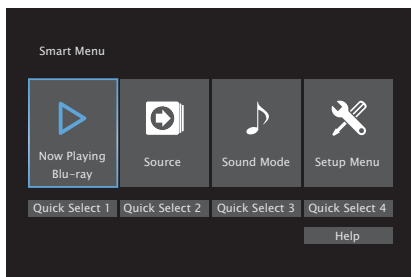 Smart Menu
Now Playing
Blu-ray
Source
Sound Mode
Setup Menu
Quick Select 1
Quick Select 2
Quick Select 3
Quick Select 4
Help